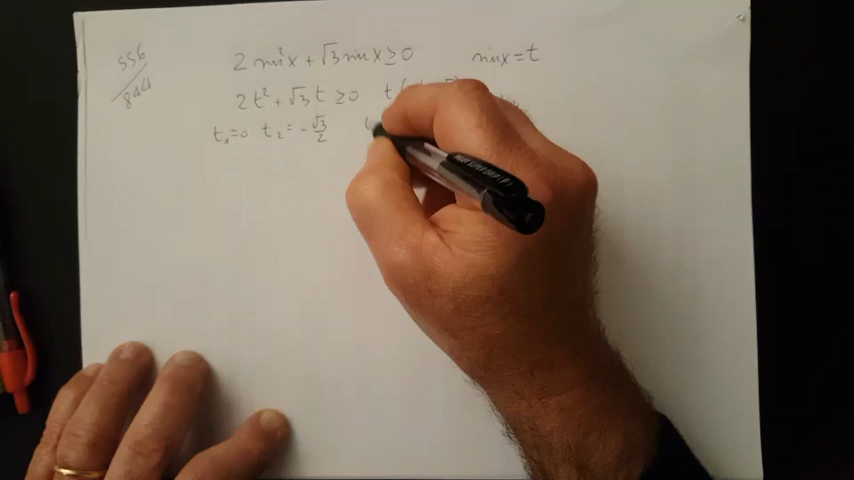 556/844
2 sin²x + √3 sin x ≥ 0 sin x = t
2t² + √3 t ≥ 0 t (
t₁ = 0 t₂ = -√3/2